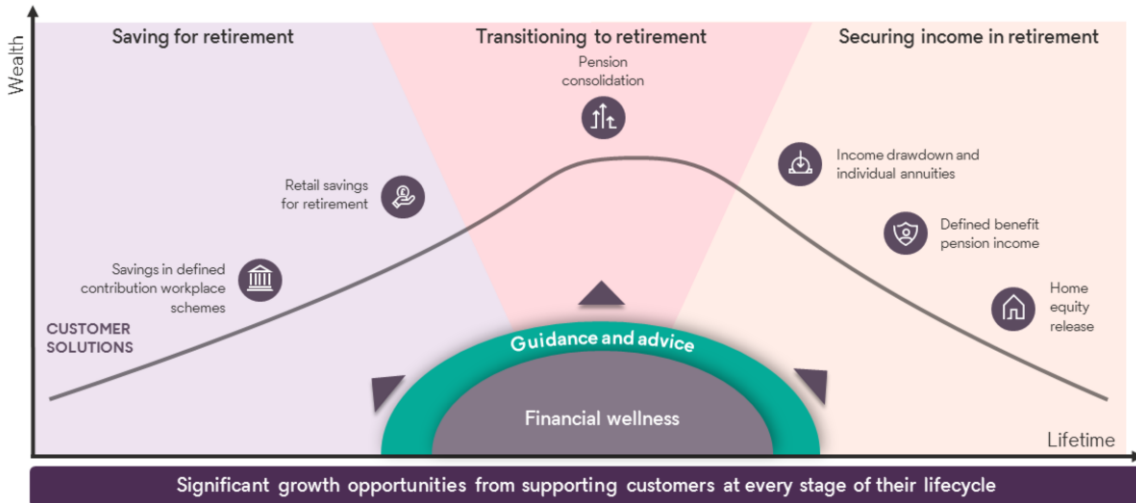 Wealth
Saving for retirement
Transitioning to retirement
Securing income in retirement
Pension
consolidation
Retail savings
for retirement
£
Income drawdown and
individual annuities
Savings in defined
contribution workplace
schemes
Defined benefit
pension income
Home
equity
release
CUSTOMER
SOLUTIONS
Guidance and advice
Financial wellness
Lifetime
Significant growth opportunities from supporting customers at every stage of their lifecycle